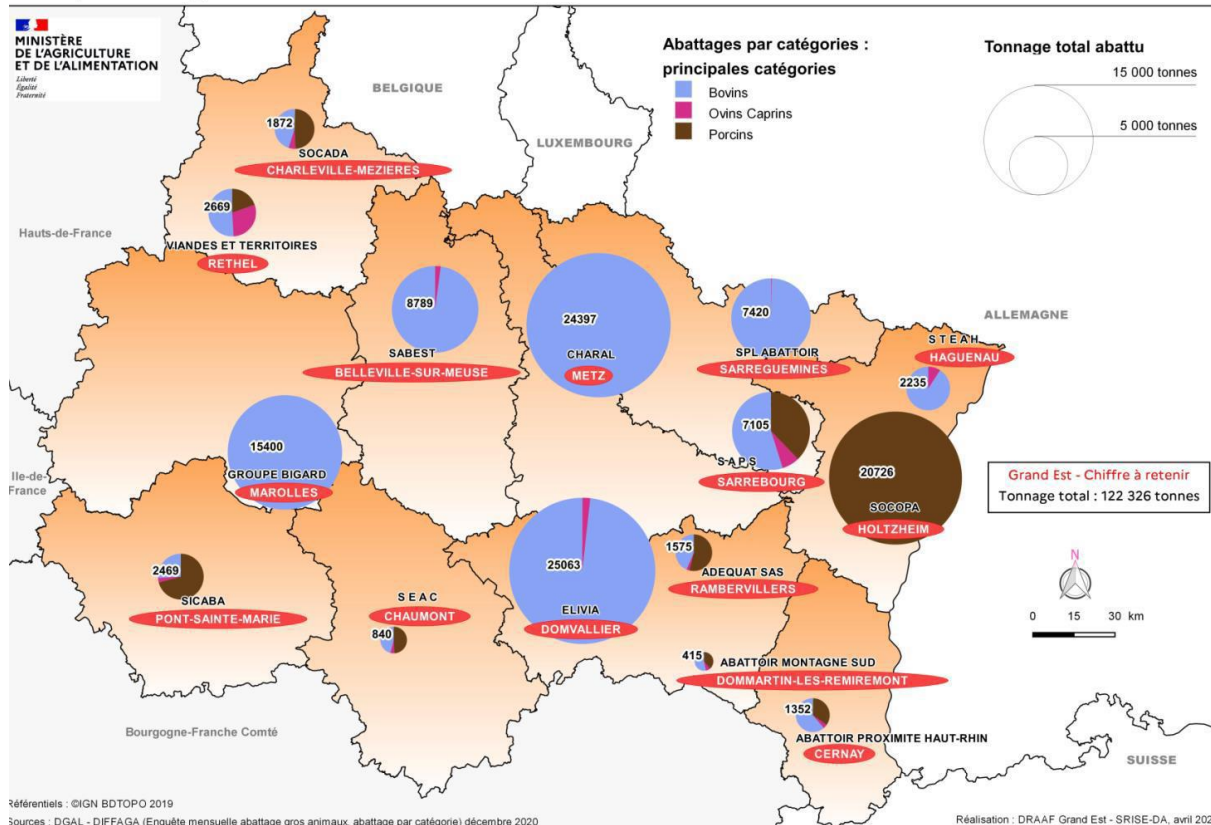 MINISTÈRE
DE L'AGRICULTURE
ET DE L'ALIMENTATION
Liberté
Égalité
Fraternité
Abattages par catégories :
principales catégories
Bovins
Ovins Caprins
Porcins
Tonnage total abattu
15 000 tonnes
5 000 tonnes
BELGIQUE
LUXEMBOURG
ALLEMAGNE
SUISSE
Hauts-de-France
Ile-de-
France
Bourgogne-Franche Comté
1872
SOCADA
CHARLEVILLE-MEZIERES
2669
VIANDES ET TERRITOIRES
RETHEL
8789
SABEST
BELLEVILLE-SUR-MEUSE
24397
CHARAL
METZ
7420
SPL ABATTOIR
SARREGUEMINES
S T E A H
HAGUENAU
2235
7105
S A P S
SARREBOURG
20726
SOCOPA
HOLTZHEIM
15400
GROUPE BIGARD
MAROLLES
2469
SICABA
PONT-SAINTE-MARIE
S E A C
CHAUMONT
840
25063
ELIVIA
DOMVALLIER
1575
ADEQUAT SAS
RAMBERVILLERS
415
ABATTOIR MONTAGNE SUD
DOMMARTIN-LES-REMIREMONT
1352
ABATTOIR PROXIMITE HAUT-RHIN
CERNAY
Grand Est - Chiffre à retenir
Tonnage total : 122 326 tonnes
N
0 15 30 km
Référentiels : ©IGN BDTOPO 2019
Sources : DGAL - DIFFAGA (Enquête mensuelle abattage gros animaux, abattage par catégorie) décembre 2020
Réalisation : DRAAF Grand Est - SRISE-DA, avril 202